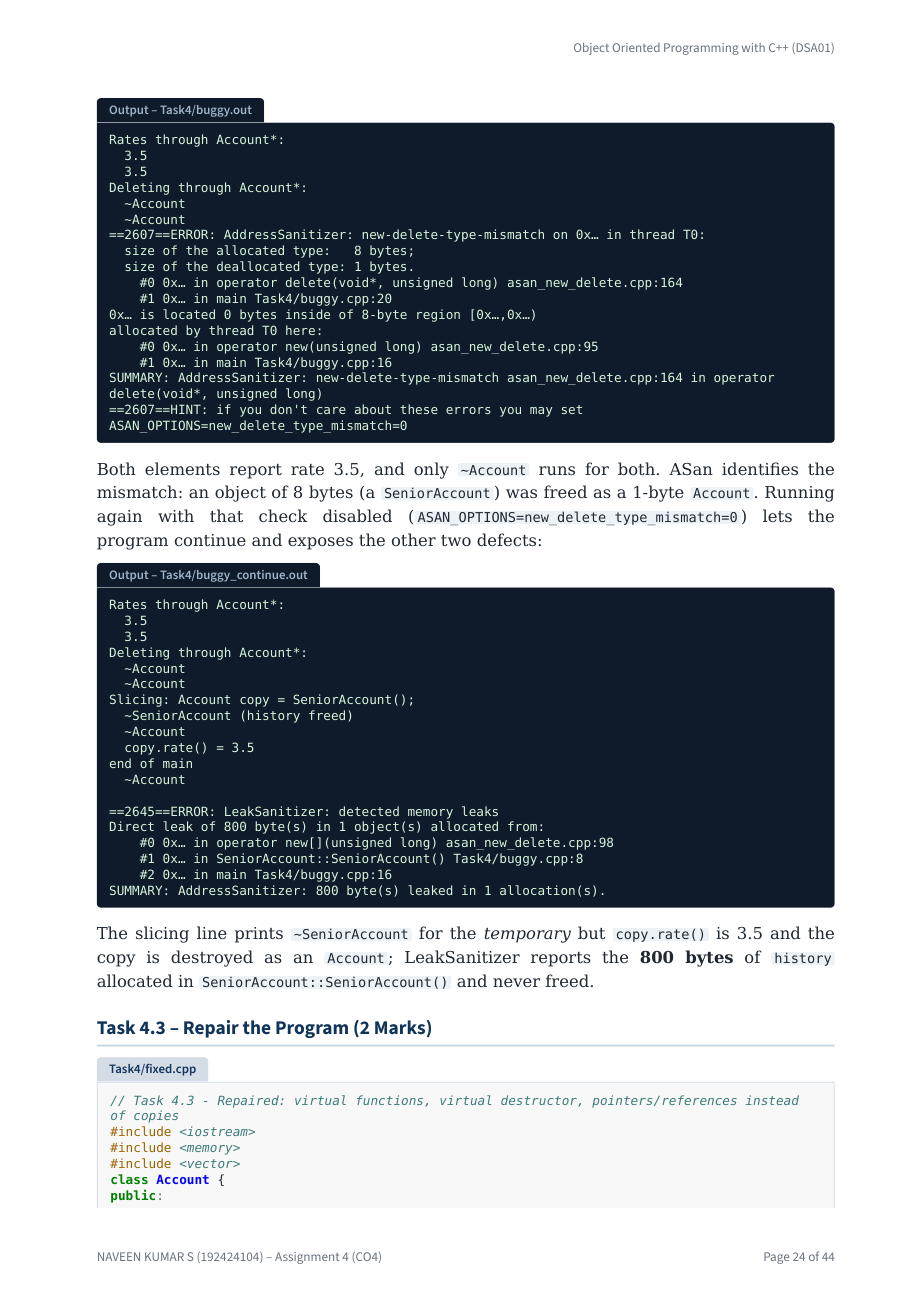 Object Oriented Programming with C++ (DSA01)
Output – Task4/buggy.out
Rates through Account*:
  3.5
  3.5
Deleting through Account*:
  ~Account
  ~Account
==2607==ERROR: AddressSanitizer: new-delete-type-mismatch on 0x… in thread T0:
  size of the allocated type:   8 bytes;
  size of the deallocated type: 1 bytes.
    #0 0x… in operator delete(void*, unsigned long) asan_new_delete.cpp:164
    #1 0x… in main Task4/buggy.cpp:20
0x… is located 0 bytes inside of 8-byte region [0x…,0x…)
allocated by thread T0 here:
    #0 0x… in operator new(unsigned long) asan_new_delete.cpp:95
    #1 0x… in main Task4/buggy.cpp:16
SUMMARY: AddressSanitizer: new-delete-type-mismatch asan_new_delete.cpp:164 in operator
delete(void*, unsigned long)
==2607==HINT: if you don't care about these errors you may set
ASAN_OPTIONS=new_delete_type_mismatch=0
Both elements report rate 3.5, and only ~Account runs for both. ASan identifies the
mismatch: an object of 8 bytes (a SeniorAccount) was freed as a 1-byte Account. Running
again with that check disabled (ASAN_OPTIONS=new_delete_type_mismatch=0) lets the
program continue and exposes the other two defects:
Output – Task4/buggy_continue.out
Rates through Account*:
  3.5
  3.5
Deleting through Account*:
  ~Account
  ~Account
Slicing: Account copy = SeniorAccount();
  ~SeniorAccount (history freed)
  ~Account
  copy.rate() = 3.5
end of main
  ~Account
==2645==ERROR: LeakSanitizer: detected memory leaks
Direct leak of 800 byte(s) in 1 object(s) allocated from:
    #0 0x… in operator new[](unsigned long) asan_new_delete.cpp:98
    #1 0x… in SeniorAccount::SeniorAccount() Task4/buggy.cpp:8
    #2 0x… in main Task4/buggy.cpp:16
SUMMARY: AddressSanitizer: 800 byte(s) leaked in 1 allocation(s).
The slicing line prints ~SeniorAccount for the temporary but copy.rate() is 3.5 and the
copy is destroyed as an Account; LeakSanitizer reports the 800 bytes of history
allocated in SeniorAccount::SeniorAccount() and never freed.
Task 4.3 – Repair the Program (2 Marks)
Task4/fixed.cpp
// Task 4.3 - Repaired: virtual functions, virtual destructor, pointers/references instead
of copies
#include <iostream>
#include <memory>
#include <vector>
class Account {
public:
NAVEEN KUMAR S (192424104) – Assignment 4 (CO4)
Page 24 of 44